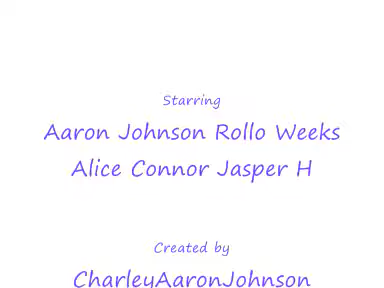 Starring
Aaron Johnson Rollo Weeks
Alice Connor Jasper H
Created by
CharleyAaronJohnson